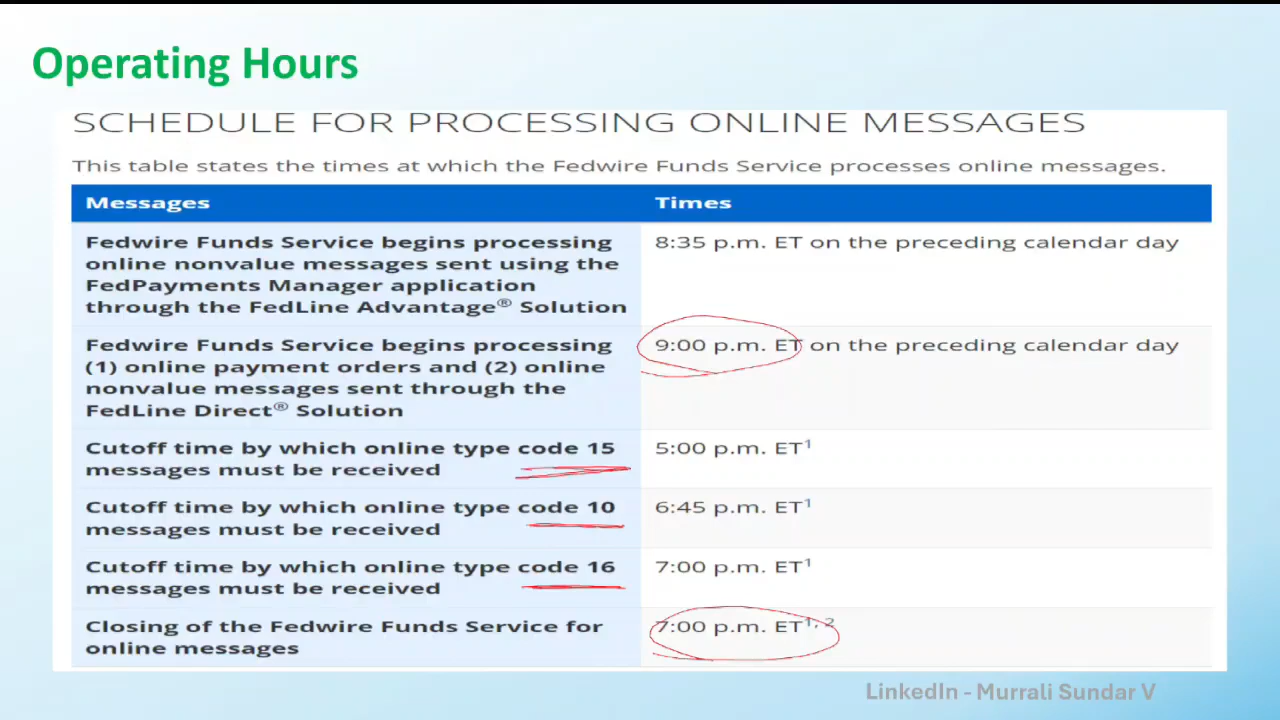 Operating Hours
SCHEDULE FOR PROCESSING ONLINE MESSAGES
This table states the times at which the Fedwire Funds Service processes online messages.
Messages Times
Fedwire Funds Service begins processing 8:35 p.m. ET on the preceding calendar day
online nonvalue messages sent using the
FedPayments Manager application
through the FedLine Advantage® Solution
Fedwire Funds Service begins processing 9:00 p.m. ET on the preceding calendar day
(1) online payment orders and (2) online
nonvalue messages sent through the
FedLine Direct® Solution
Cutoff time by which online type code 15 5:00 p.m. ET¹
messages must be received
Cutoff time by which online type code 10 6:45 p.m. ET¹
messages must be received
Cutoff time by which online type code 16 7:00 p.m. ET¹
messages must be received
Closing of the Fedwire Funds Service for 7:00 p.m. ET¹, ²
online messages
LinkedIn - Murrali Sundar V